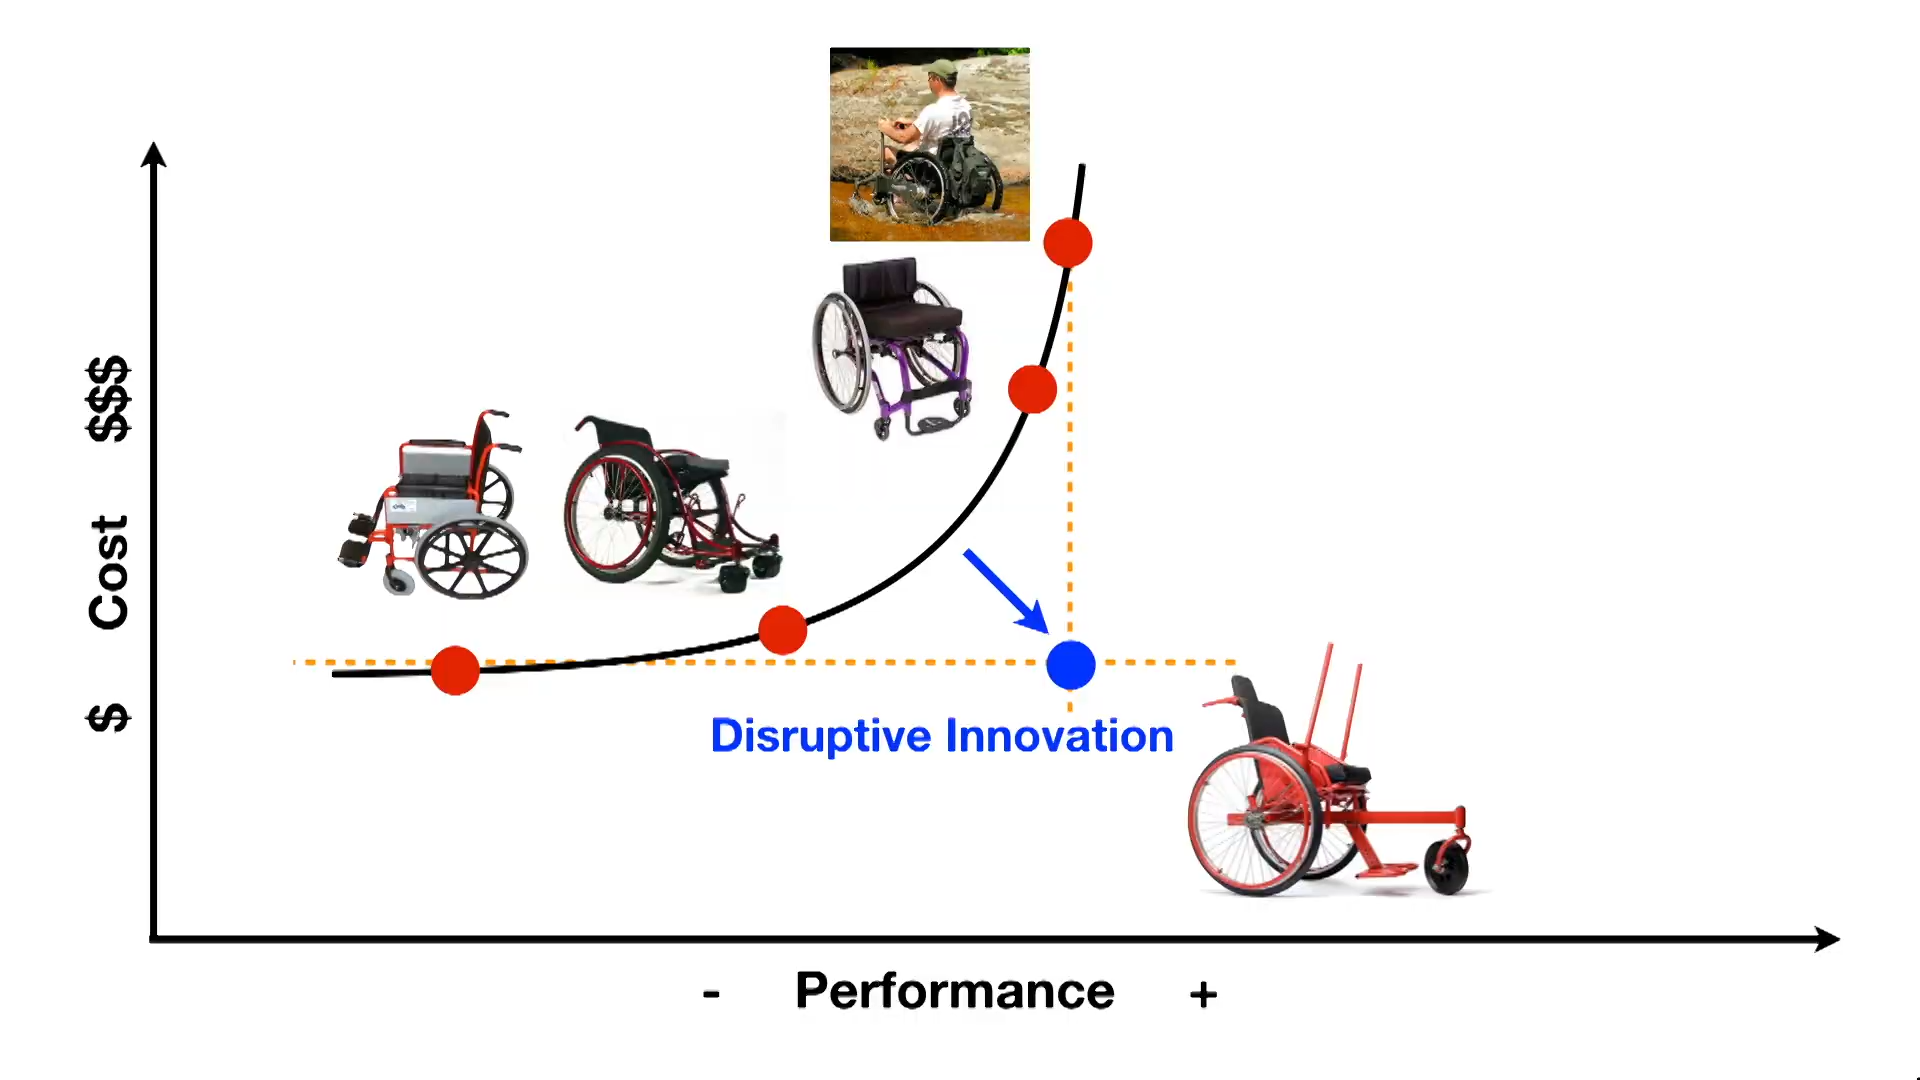 $ Cost $$$
Disruptive Innovation
- Performance +